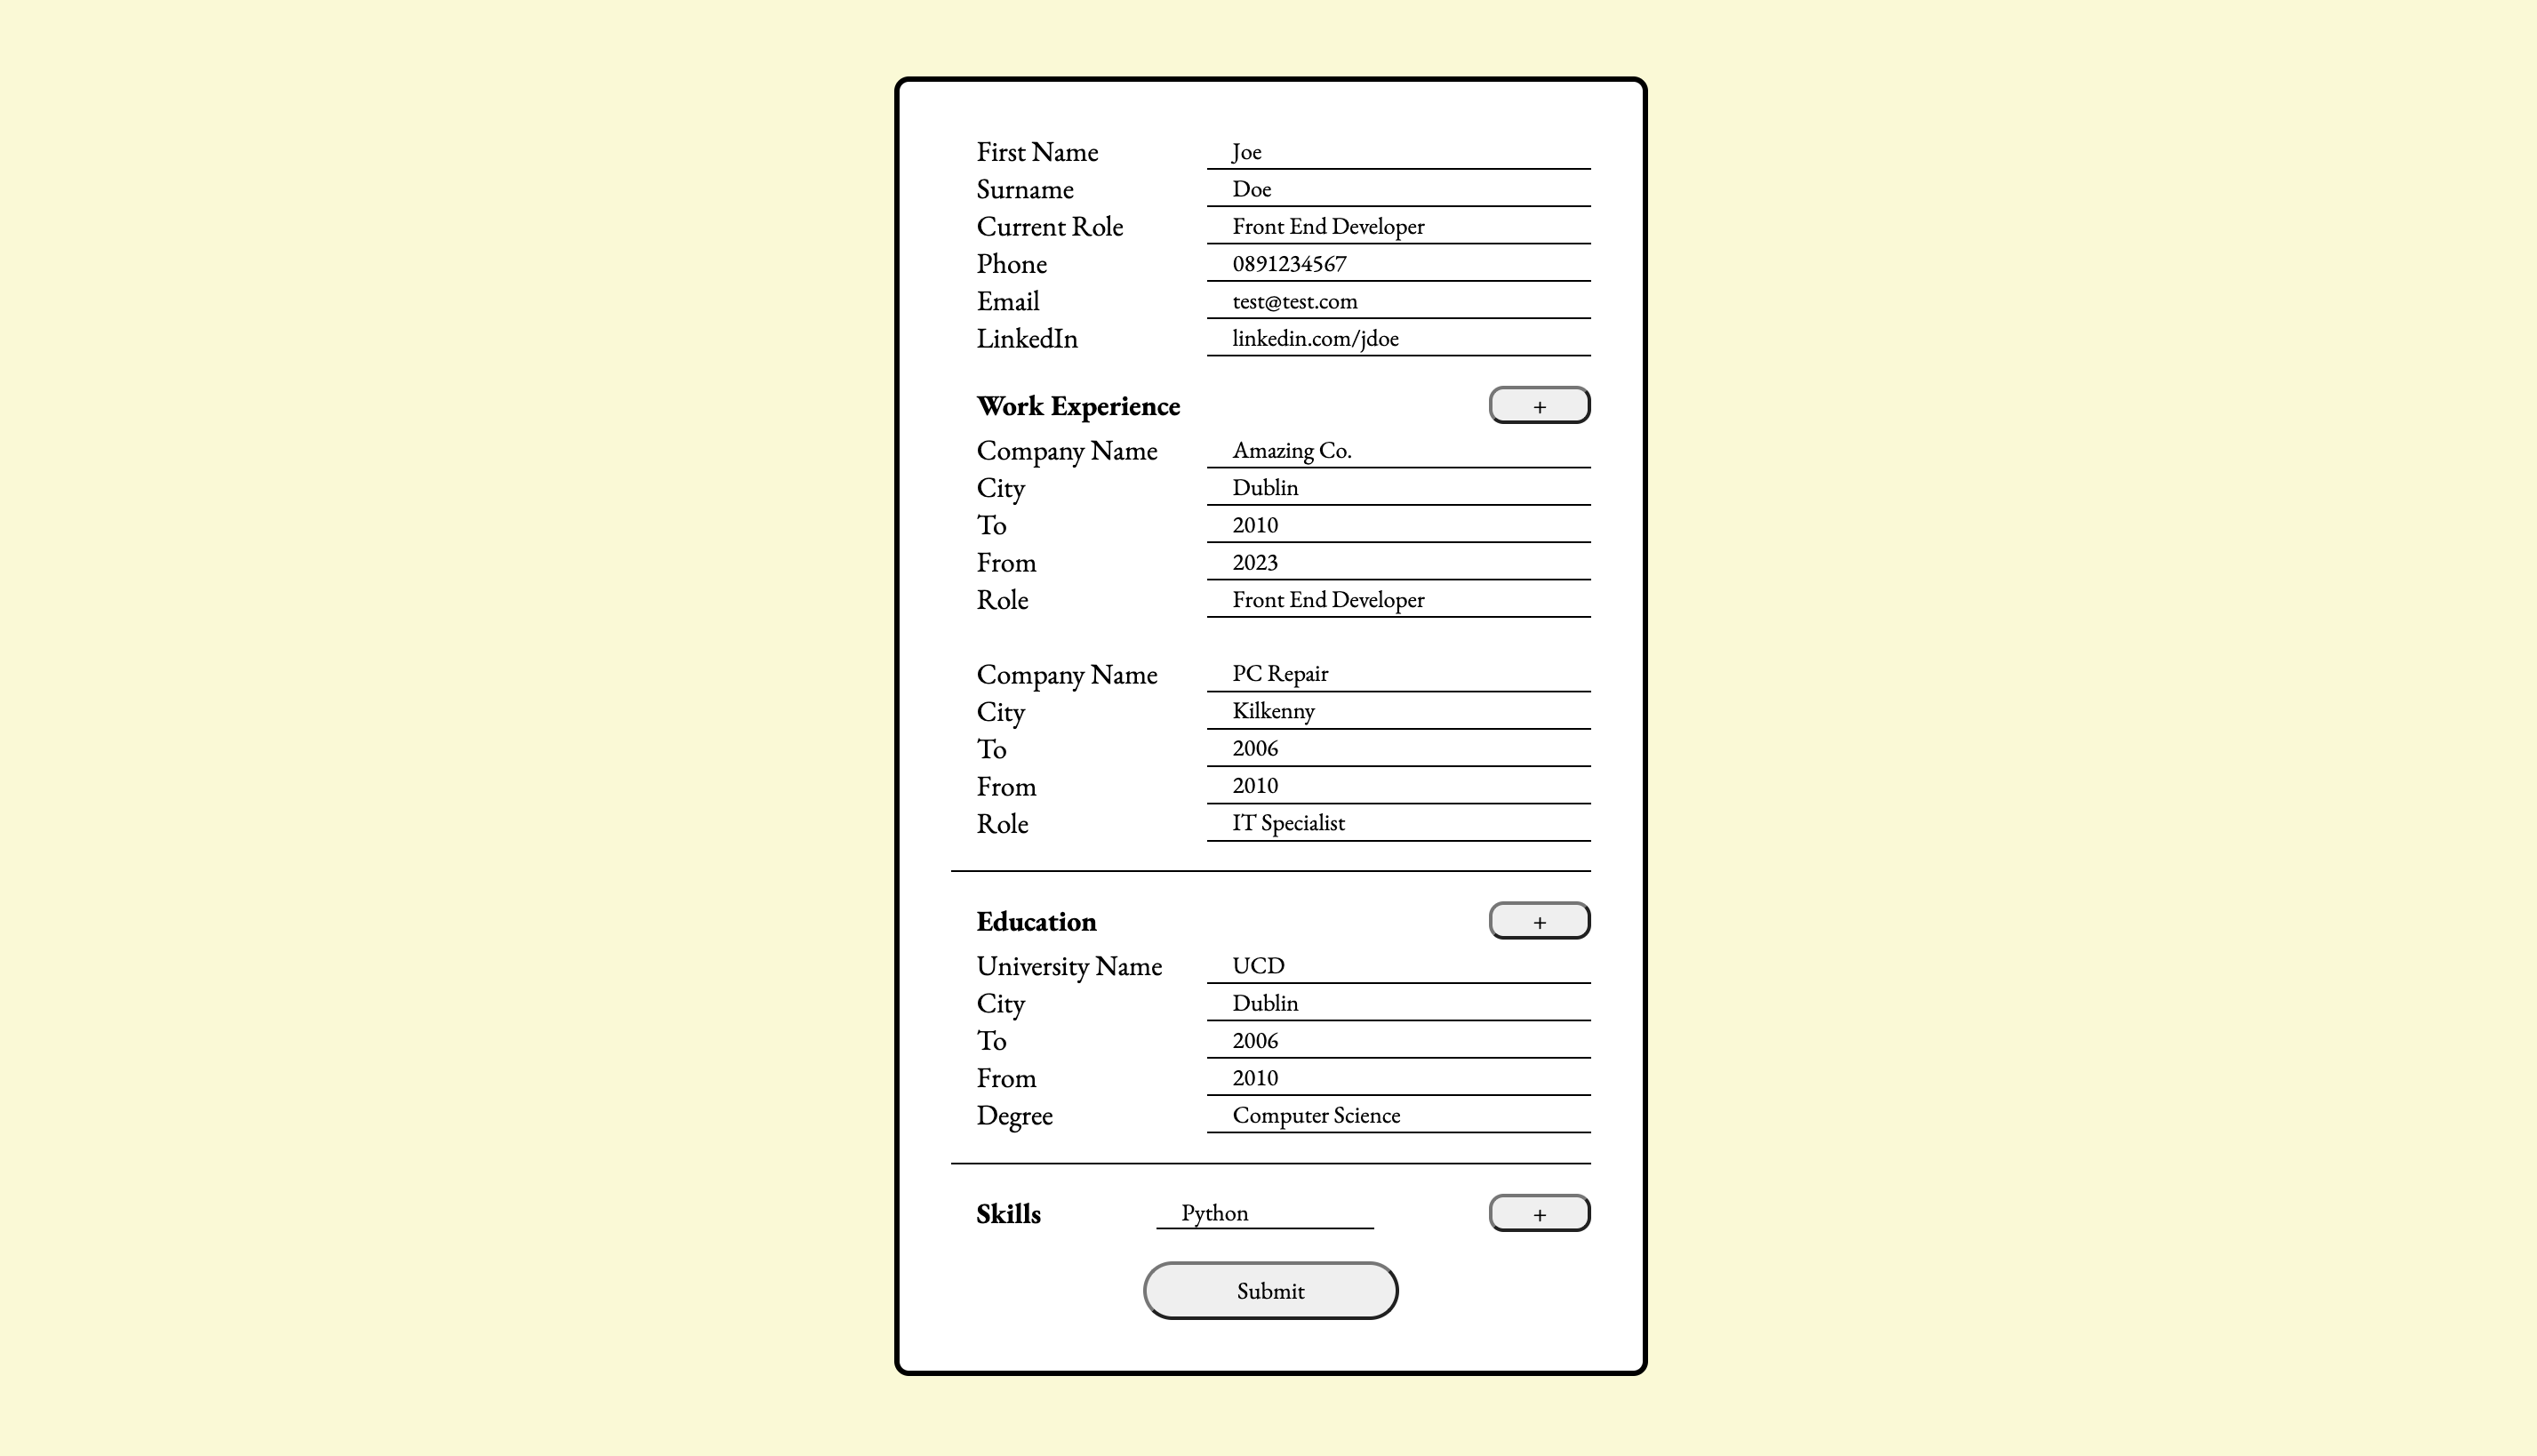 First Name Joe
Surname Doe
Current Role Front End Developer
Phone 0891234567
Email test@test.com
LinkedIn linkedin.com/jdoe
Work Experience +
Company Name Amazing Co.
City Dublin
To 2010
From 2023
Role Front End Developer
Company Name PC Repair
City Kilkenny
To 2006
From 2010
Role IT Specialist
Education +
University Name UCD
City Dublin
To 2006
From 2010
Degree Computer Science
Skills Python +
Submit